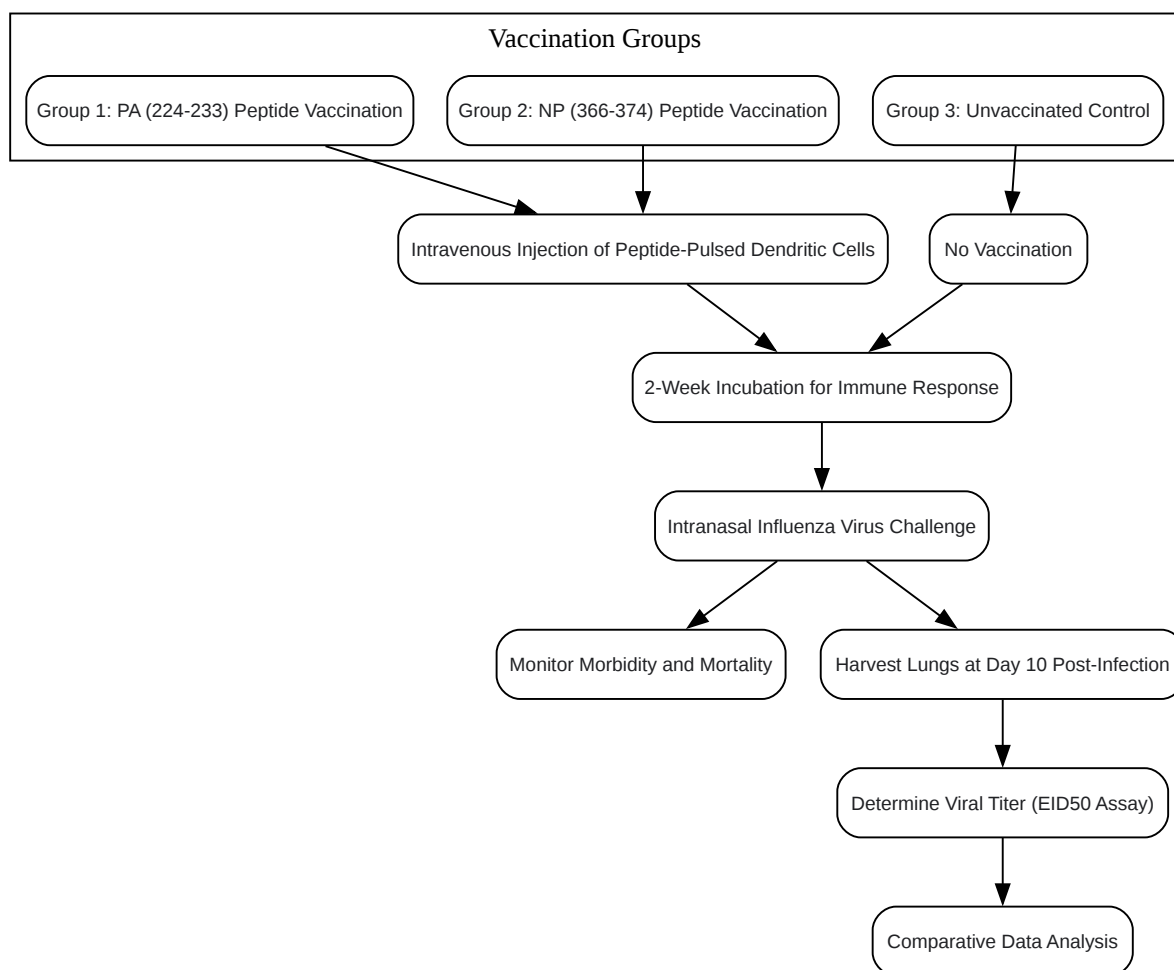 Vaccination Groups
Group 1: PA (224-233) Peptide Vaccination
Group 2: NP (366-374) Peptide Vaccination
Group 3: Unvaccinated Control
Intravenous Injection of Peptide-Pulsed Dendritic Cells
No Vaccination
2-Week Incubation for Immune Response
Intranasal Influenza Virus Challenge
Monitor Morbidity and Mortality
Harvest Lungs at Day 10 Post-Infection
Determine Viral Titer (EID50 Assay)
Comparative Data Analysis